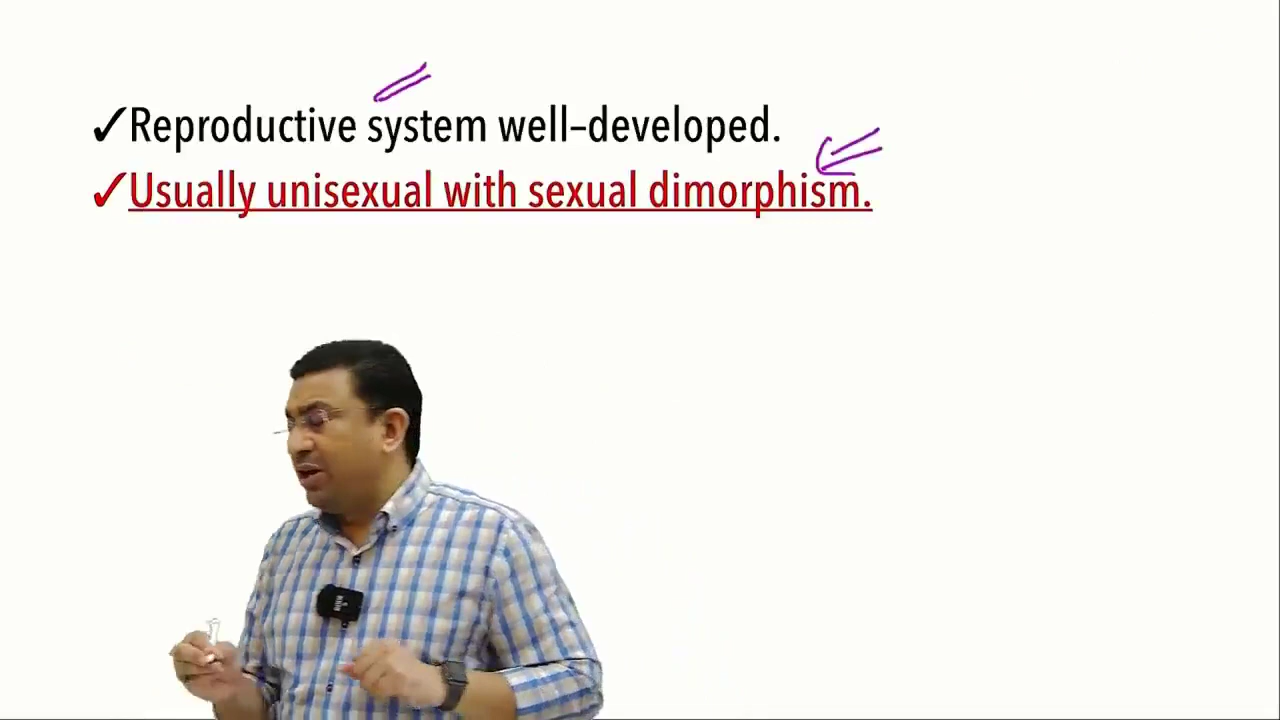 ✓Reproductive system well–developed.
✓Usually unisexual with sexual dimorphism.